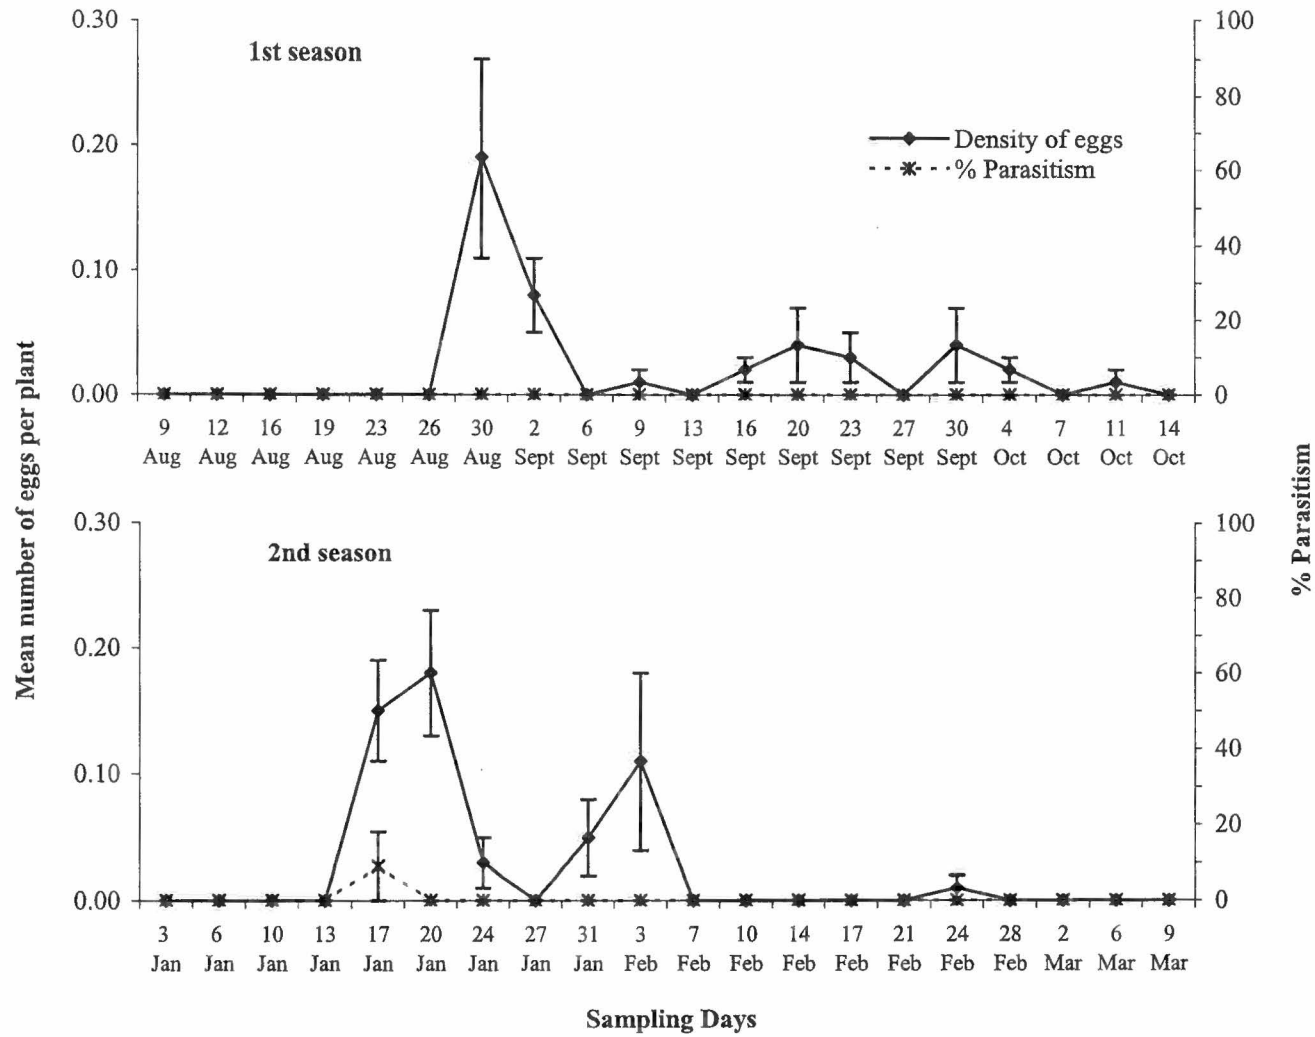 0.30
0.20
0.10
0.00
1st season
100
80
60
40
20
0
Density of eggs
% Parasitism
9 12 16 19 23 26 30 2 6 9 13 16 20 23 27 30 4 7 11 14
Aug Aug Aug Aug Aug Aug Aug Sept Sept Sept Sept Sept Sept Sept Sept Sept Oct Oct Oct Oct
Mean number of eggs per plant
% Parasitism
0.30
0.20
0.10
0.00
2nd season
100
80
60
40
20
0
3 6 10 13 17 20 24 27 31 3 7 10 14 17 21 24 28 2 6 9
Jan Jan Jan Jan Jan Jan Jan Jan Jan Feb Feb Feb Feb Feb Feb Feb Feb Mar Mar Mar
Sampling Days